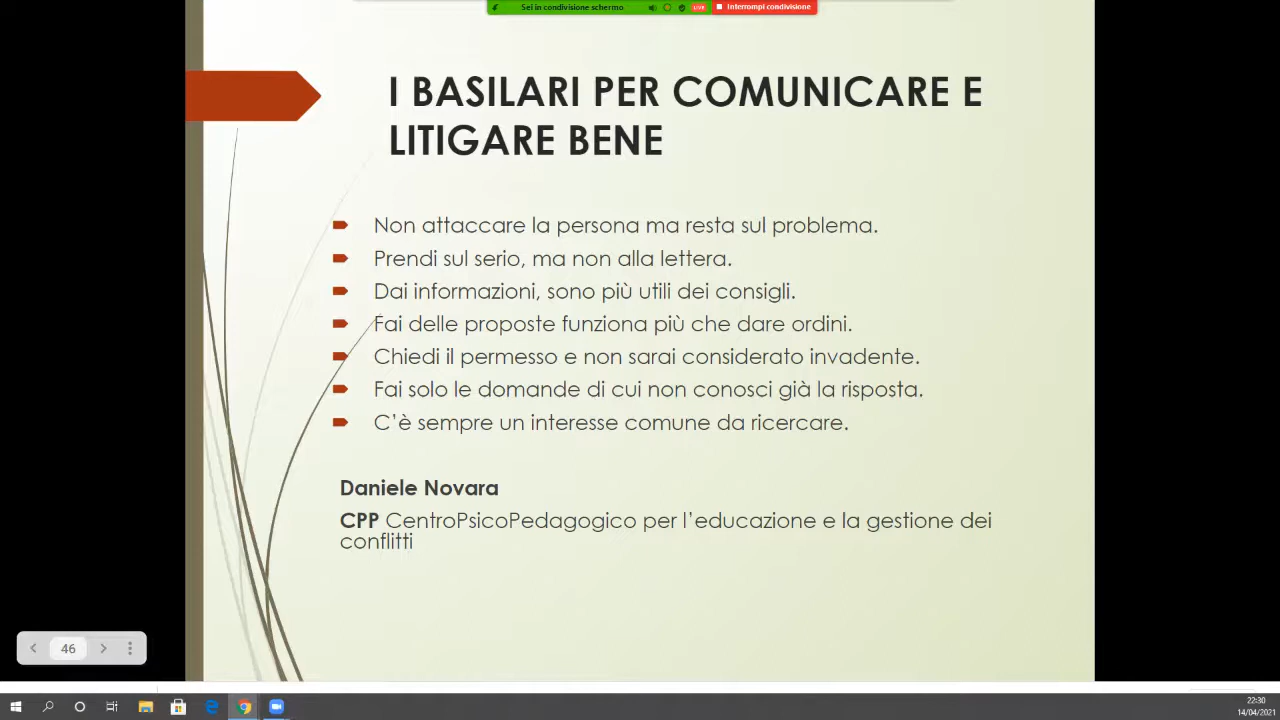 Sei in condivisione schermo
LIVE
Interrompi condivisione
I BASILARI PER COMUNICARE E
LITIGARE BENE
Non attaccare la persona ma resta sul problema.
Prendi sul serio, ma non alla lettera.
Dai informazioni, sono più utili dei consigli.
Fai delle proposte funziona più che dare ordini.
Chiedi il permesso e non sarai considerato invadente.
Fai solo le domande di cui non conosci già la risposta.
C'è sempre un interesse comune da ricercare.
Daniele Novara
CPP CentroPsicoPedagogico per l'educazione e la gestione dei
conflitti
46
22:30
14/04/2021